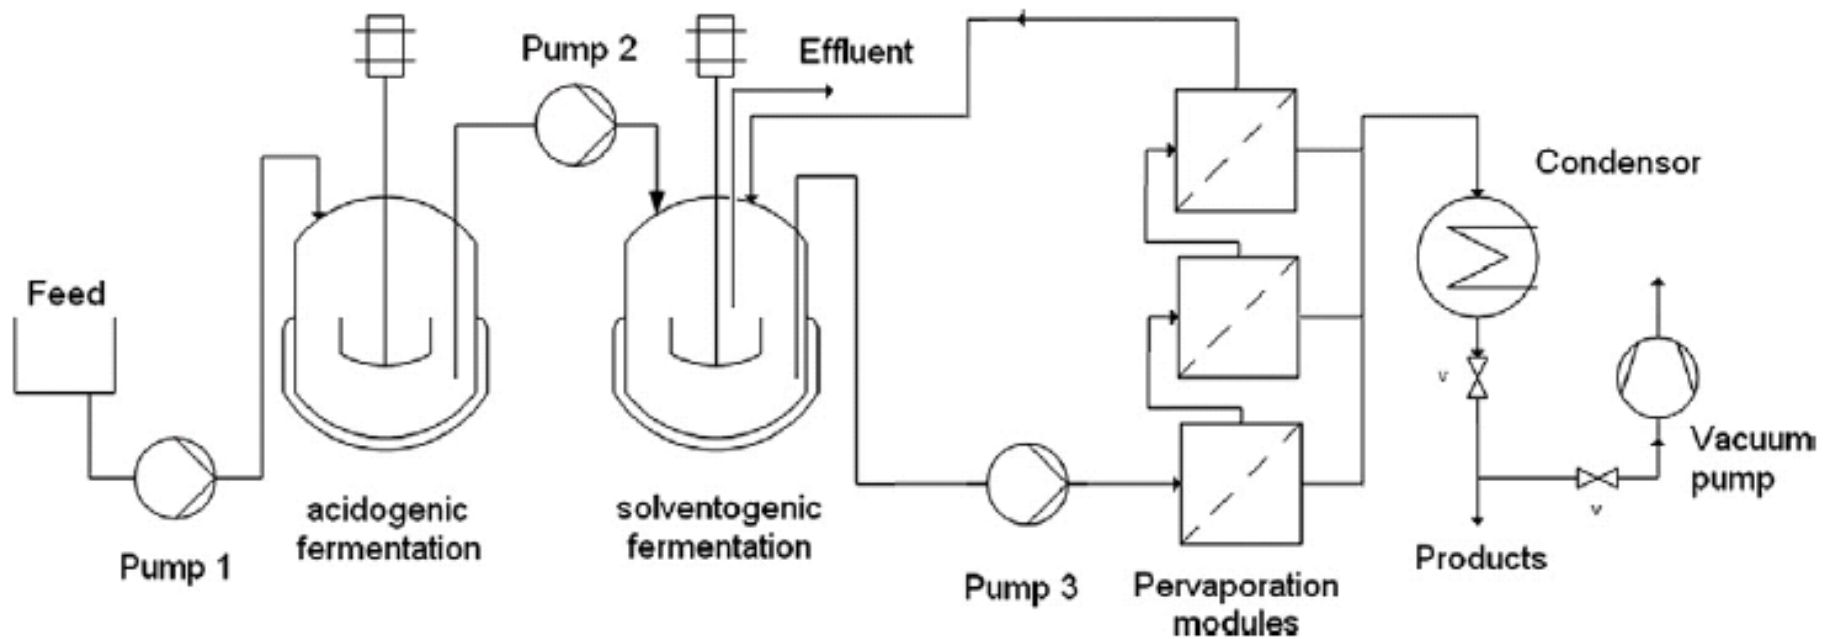 Pump 2
Effluent
Condensor
Feed
v
Vacuum
pump
v
acidogenic
fermentation
solventogenic
fermentation
Pump 1
Pump 3
Pervaporation
modules
Products